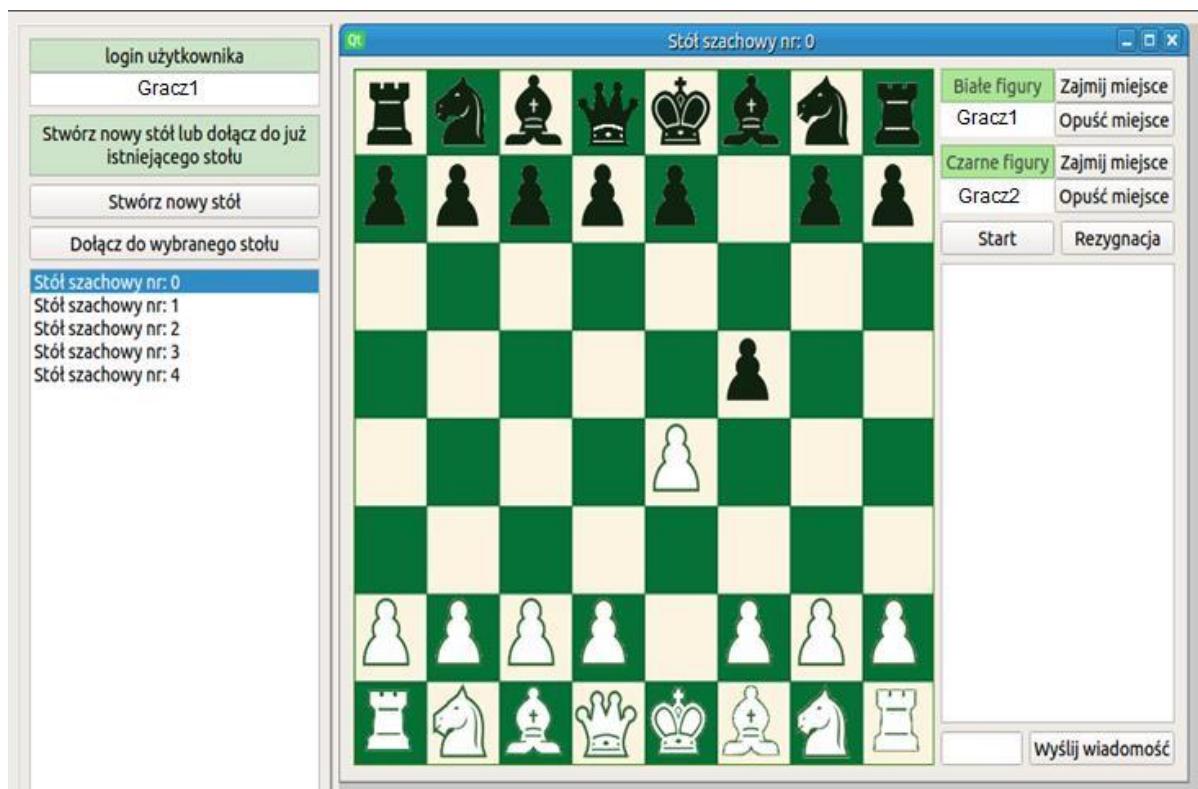 login użytkownika
Gracz1
Stwórz nowy stół lub dołącz do już
istniejącego stołu
Stwórz nowy stół
Dołącz do wybranego stołu
Stół szachowy nr: 0
Stół szachowy nr: 1
Stół szachowy nr: 2
Stół szachowy nr: 3
Stół szachowy nr: 4
Qt
Stół szachowy nr: 0
Białe figury
Zajmij miejsce
Gracz1
Opuść miejsce
Czarne figury
Zajmij miejsce
Gracz2
Opuść miejsce
Start
Rezygnacja
Wyślij wiadomość